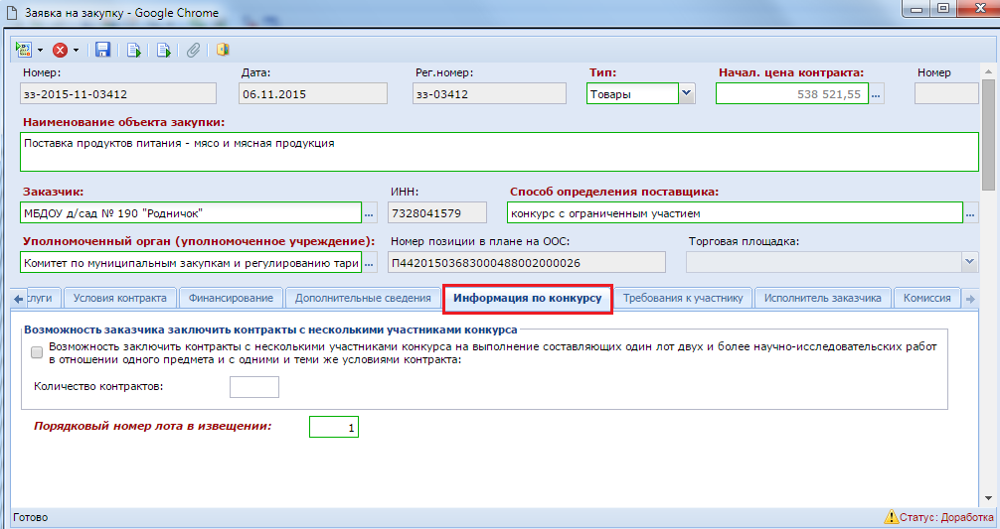 Заявка на закупку - Google Chrome
Номер: Дата: Рег.номер: Тип: Начал. цена контракта: Номер
зз-2015-11-03412 06.11.2015 зз-03412 Товары 538 521,55 ...
Наименование объекта закупки:
Поставка продуктов питания - мясо и мясная продукция
Заказчик: ИНН: Способ определения поставщика:
МБДОУ д/сад № 190 "Родничок" ... 7328041579 конкурс с ограниченным участием ...
Уполномоченный орган (уполномоченное учреждение): Номер позиции в плане на ООС: Торговая площадка:
Комитет по муниципальным закупкам и регулированию тари ... П44201503683000488002000026
слуги Условия контракта Финансирование Дополнительные сведения Информация по конкурсу Требования к участнику Исполнитель заказчика Комиссия
Возможность заказчика заключить контракты с несколькими участниками конкурса
Возможность заключить контракты с несколькими участниками конкурса на выполнение составляющих один лот двух и более научно-исследовательских работ
в отношении одного предмета и с одними и теми же условиями контракта:
Количество контрактов:
Порядковый номер лота в извещении: 1
Готово Статус: Доработка